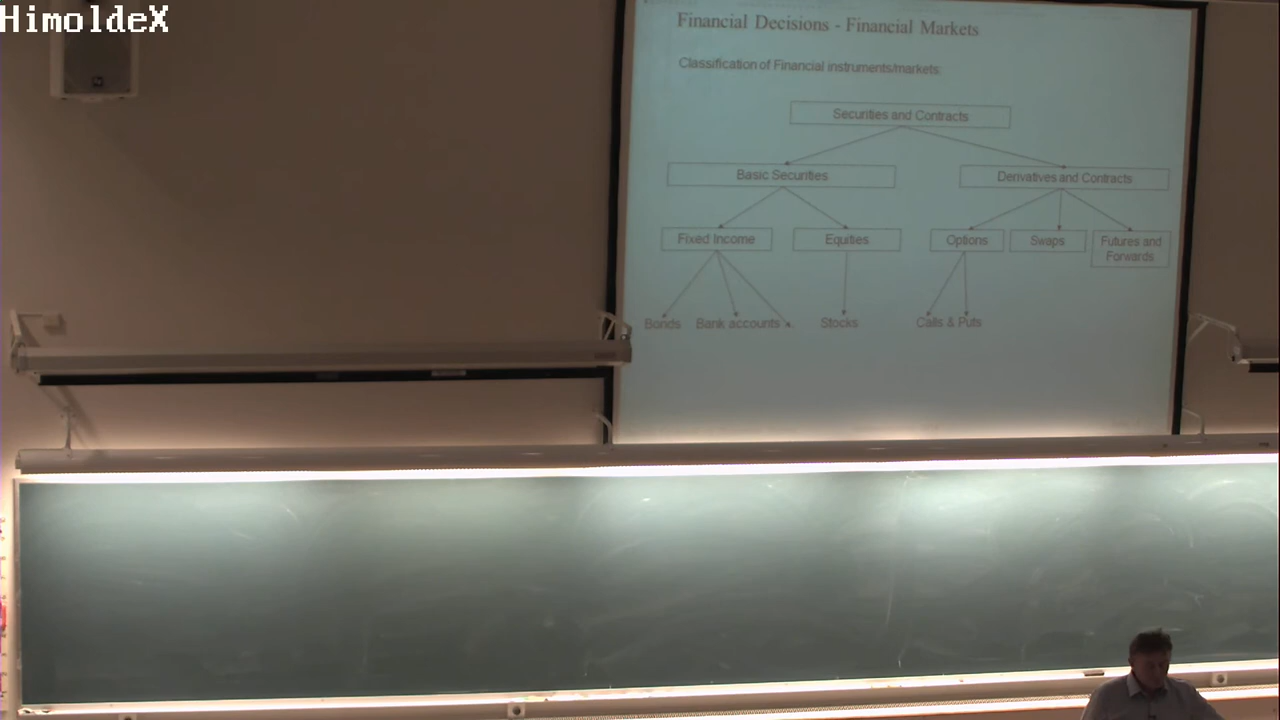 HimoldeX
Financial Decisions - Financial Markets
Classification of Financial instruments/markets:
Securities and Contracts
Basic Securities
Derivatives and Contracts
Fixed Income
Equities
Options
Swaps
Futures and
Forwards
Bonds
Bank accounts
Stocks
Calls & Puts